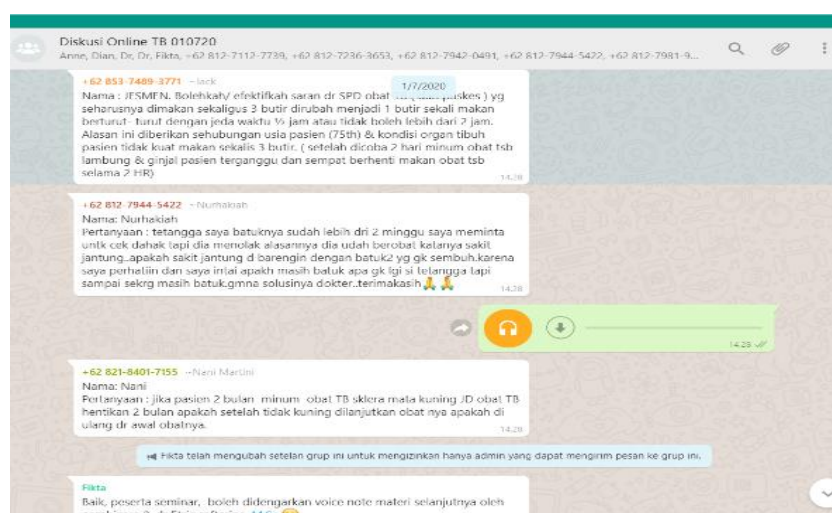 Diskusi Online TB 010720
Anne, Dian, Dr, Dr, Fikta, +62 812-7112-7739, +62 812-7236-3653, +62 812-7942-0491, +62 812-7944-5422, +62 812-7981-9...
+62 853-7489-3771 ~Jack
1/7/2020
Nama : JESMEN. Bolehkah/ efektifkah saran dr SPD obat puskes ) yg
seharusnya dimakan sekaligus 3 butir dirubah menjadi 1 butir sekali makan
berturut- turut dengan jeda waktu ½ jam atau tidak boleh lebih dari 2 jam.
Alasan ini diberikan sehubungan usia pasien (75th) & kondisi organ tibuh
pasien tidak kuat makan sekalis 3 butir. ( setelah dicoba 2 hari minum obat tsb
lambung & ginjal pasien terganggu dan sempat berhenti makan obat tsb
selama 2 HR)
14.28
+62 812-7944-5422 ~Nurhakiah
Nama: Nurhakiah
Pertanyaan : tetangga saya batuknya sudah lebih dri 2 minggu saya meminta
untk cek dahak tapi dia menolak alasannya dia udah berobat katanya sakit
jantung..apakah sakit jantung d barengin dengan batuk2 yg gk sembuh.karena
saya perhatiin dan saya intai apakh masih batuk apa gk lgi si tetangga tapi
sampai sekrg masih batuk.gmna solusinya dokter..terimakasih🙏🙏
14.28
14.28
+62 821-8401-7155 ~Nani Martini
Nama: Nani
Pertanyaan : jika pasien 2 bulan minum obat TB sklera mata kuning JD obat TB
hentikan 2 bulan apakah setelah tidak kuning dilanjutkan obat nya apakah di
ulang dr awal obatnya.
14.28
Fikta telah mengubah setelan grup ini untuk mengizinkan hanya admin yang dapat mengirim pesan ke grup ini.
Fikta
Baik, peserta seminar, boleh didengarkan voice note materi selanjutnya oleh